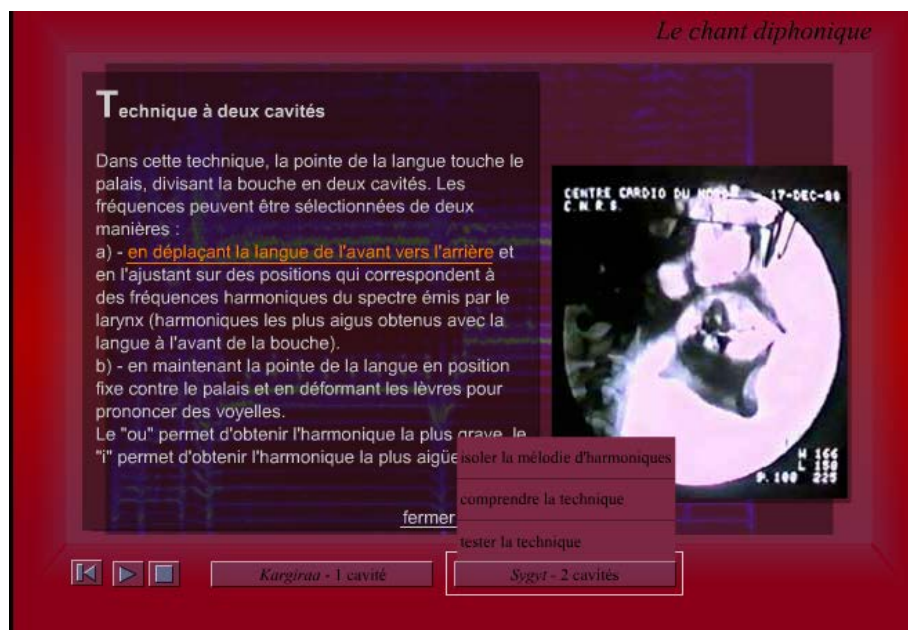 Le chant diphonique
Technique à deux cavités
Dans cette technique, la pointe de la langue touche le
palais, divisant la bouche en deux cavités. Les
fréquences peuvent être sélectionnées de deux
manières :
a) - en déplaçant la langue de l'avant vers l'arrière et
en l'ajustant sur des positions qui correspondent à
des fréquences harmoniques du spectre émis par le
larynx (harmoniques les plus aigus obtenus avec la
langue à l'avant de la bouche).
b) - en maintenant la pointe de la langue en position
fixe contre le palais et en déformant les lèvres pour
prononcer des voyelles.
Le "ou" permet d'obtenir l'harmonique la plus grave, le
"i" permet d'obtenir l'harmonique la plus aigüe
fermer
CENTRE CARDIO DU NORD 17-DEC-
C.N.R.S.
W 166
L 150
P. 100 225
isoler la mélodie d'harmoniques
comprendre la technique
tester la technique
Kargiraa - 1 cavité
Sygyt - 2 cavités